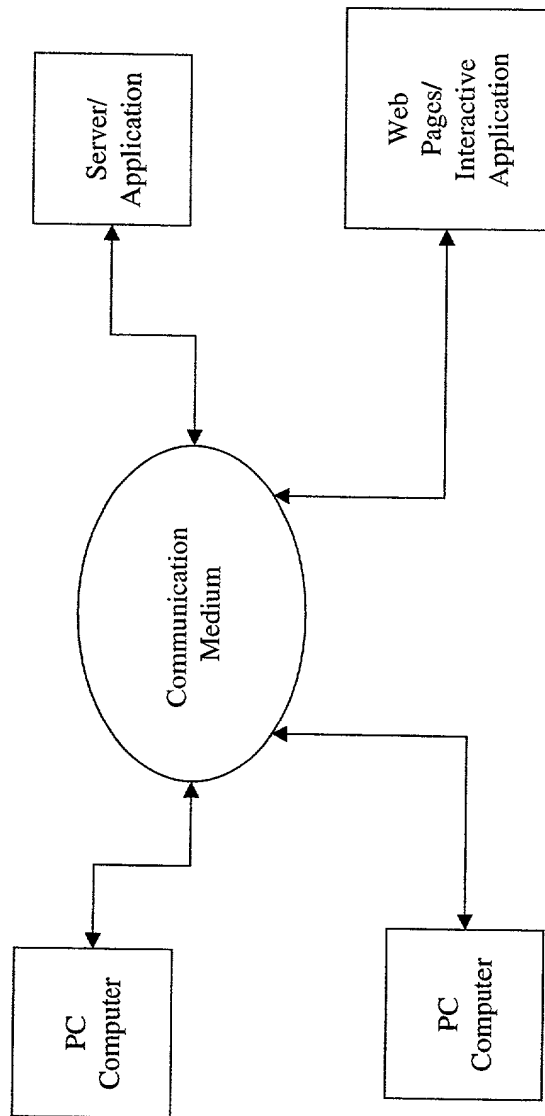 PC
Computer
PC
Computer
Communication
Medium
Server/
Application
Web
Pages/
Interactive
Application